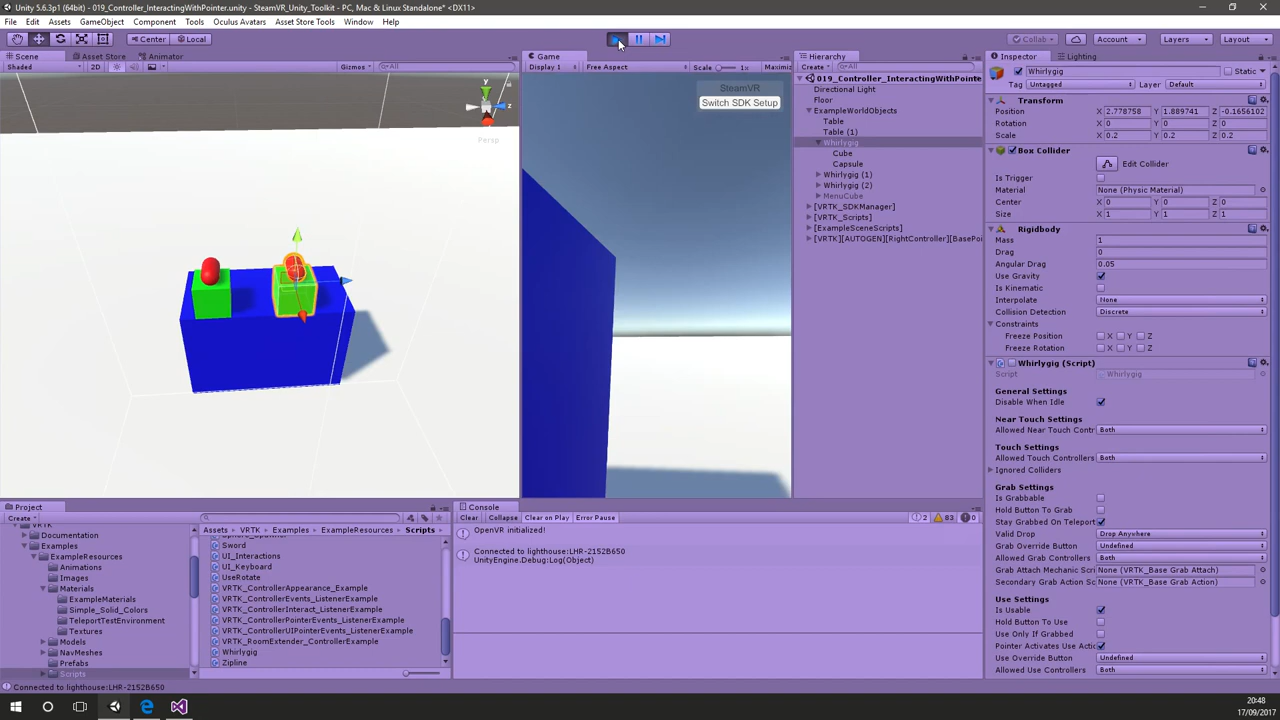 Unity 5.6.3p1 (64bit) - 019_Controller_InteractingWithPointer.unity - SteamVR_Unity_Toolkit - PC, Mac & Linux Standalone* <DX11>
File Edit Assets GameObject Component Tools Oculus Avatars Asset Store Tools Window Help
Center Local Collab Account Layers Layout
Scene Asset Store Animator
Shaded 2D Gizmos All
y
z
Persp
Game
Display 1 Free Aspect Scale 1x Maximis
SteamVR
Switch SDK Setup
Hierarchy
Create All
019_Controller_InteractingWithPointe
Directional Light
Floor
ExampleWorldObjects
Table
Table (1)
Whirlygig
Cube
Capsule
Whirlygig (1)
Whirlygig (2)
MenuCube
[VRTK_SDKManager]
[VRTK_Scripts]
[ExampleSceneScripts]
[VRTK][AUTOGEN][RightController][BasePoi
Inspector Lighting
Whirlygig Static
Tag Untagged Layer Default
Transform
Position X 2.778758 Y 1.889741 Z -0.1656012
Rotation X 0 Y 0 Z 0
Scale X 0.2 Y 0.2 Z 0.2
Box Collider
Edit Collider
Is Trigger
Material None (Physic Material)
Center X 0 Y 0 Z 0
Size X 1 Y 1 Z 1
Rigidbody
Mass 1
Drag 0
Angular Drag 0.05
Use Gravity
Is Kinematic
Interpolate None
Collision Detection Discrete
Constraints
Freeze Position X Y Z
Freeze Rotation X Y Z
Whirlygig (Script)
Script Whirlygig
General Settings
Disable When Idle
Near Touch Settings
Allowed Near Touch Contr Both
Touch Settings
Allowed Touch Controllers Both
Ignored Colliders
Grab Settings
Is Grabbable
Hold Button To Grab
Stay Grabbed On Teleport
Valid Drop Drop Anywhere
Grab Override Button Undefined
Allowed Grab Controllers Both
Grab Attach Mechanic Scri None (VRTK_Base Grab Attach)
Secondary Grab Action Sc None (VRTK_Base Grab Action)
Use Settings
Is Usable
Hold Button To Use
Use Only If Grabbed
Pointer Activates Use Actic
Use Override Button Undefined
Allowed Use Controllers Both
Project
Create
VRTK
Documentation
Examples
ExampleResources
Animations
Images
Materials
ExampleMaterials
Simple_Solid_Colors
TeleportTestEnvironment
Textures
Models
NavMeshes
Prefabs
Scripts
Assets VRTK Examples ExampleResources Scripts
Sword
UI_Interactions
UI_Keyboard
UseRotate
VRTK_ControllerAppearance_Example
VRTK_ControllerEvents_ListenerExample
VRTK_ControllerInteract_ListenerExample
VRTK_ControllerPointerEvents_ListenerExample
VRTK_ControllerUIPointerEvents_ListenerExample
VRTK_RoomExtender_ControllerExample
Whirlygig
Zipline
Console
Clear Collapse Clear on Play Error Pause 2 83 0
OpenVR initialized!
Connected to lighthouse:LHR-2152B650
UnityEngine.Debug:Log(Object)
Connected to lighthouse:LHR-2152B650
20:48
17/09/2017